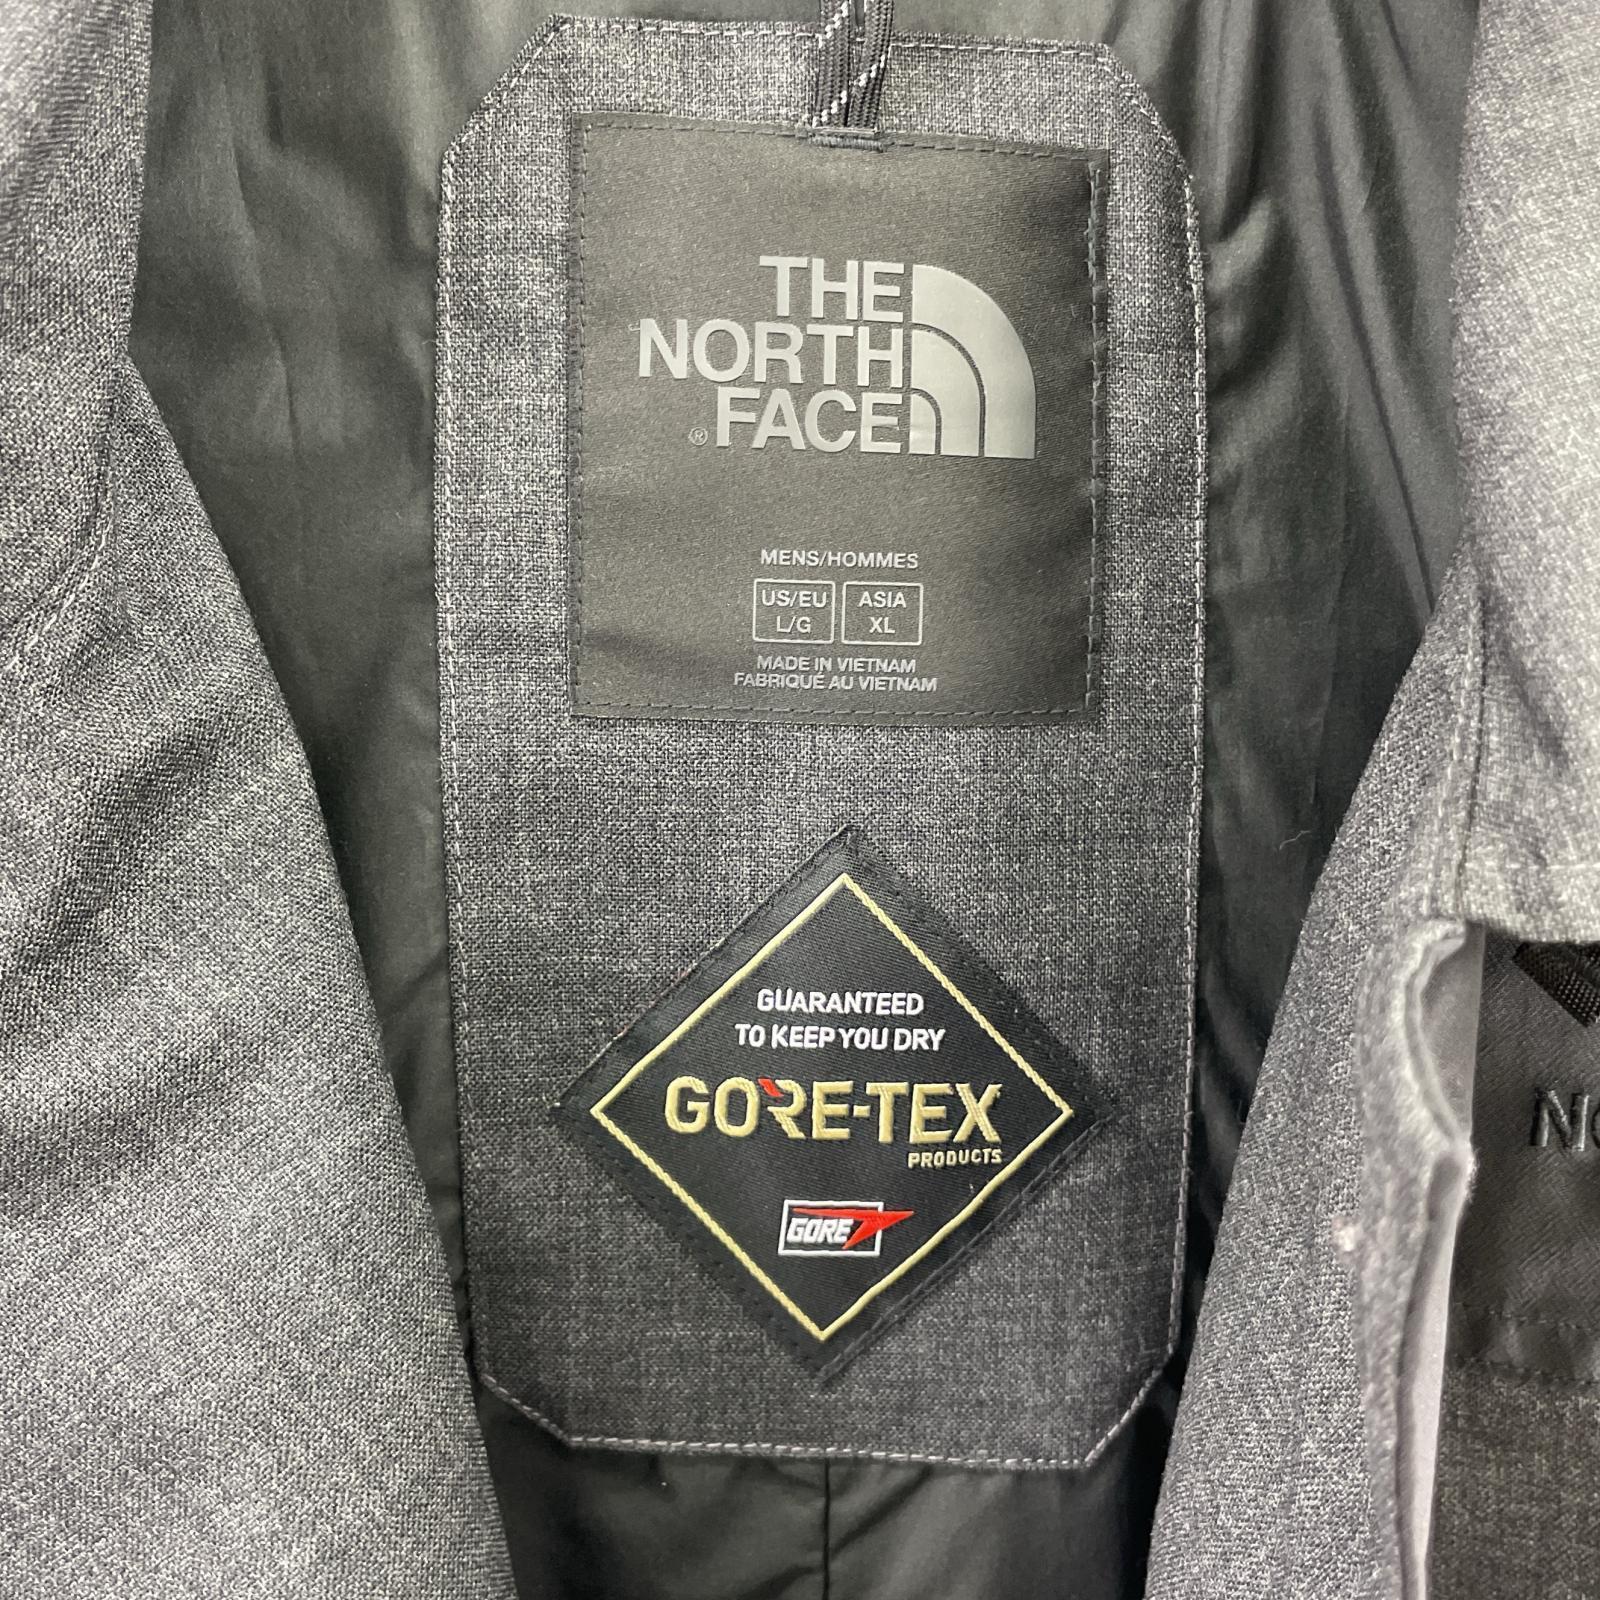 THE
NORTH
FACE
®
MENS/HOMMES
US/EU ASIA
L/G XL
MADE IN VIETNAM
FABRIQUÉ AU VIETNAM
GUARANTEED
TO KEEP YOU DRY
GORE-TEX
PRODUCTS
GORE